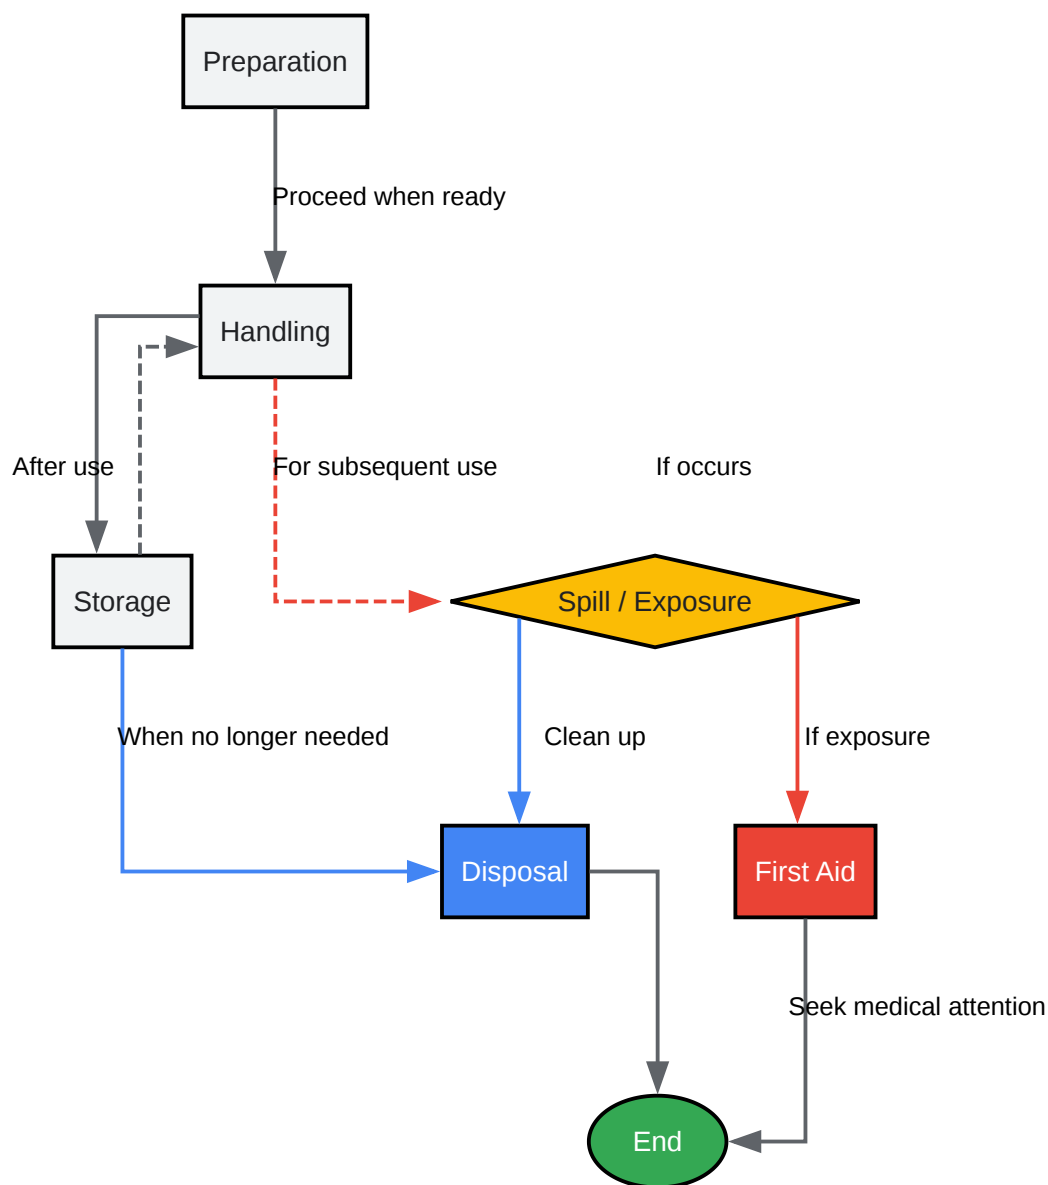 Preparation
Proceed when ready
Handling
After use
For subsequent use
If occurs
Storage
Spill / Exposure
When no longer needed
Clean up
If exposure
Disposal
First Aid
Seek medical attention
End